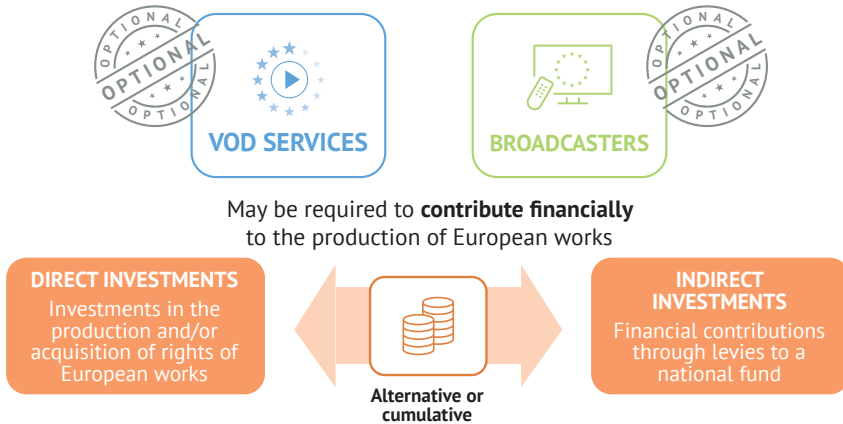 OPTIONAL
OPTIONAL
OPTIONAL
VOD SERVICES
OPTIONAL
OPTIONAL
OPTIONAL
BROADCASTERS
May be required to contribute financially
to the production of European works
DIRECT INVESTMENTS
Investments in the
production and/or
acquisition of rights of
European works
Alternative or
cumulative
INDIRECT
INVESTMENTS
Financial contributions
through levies to a
national fund